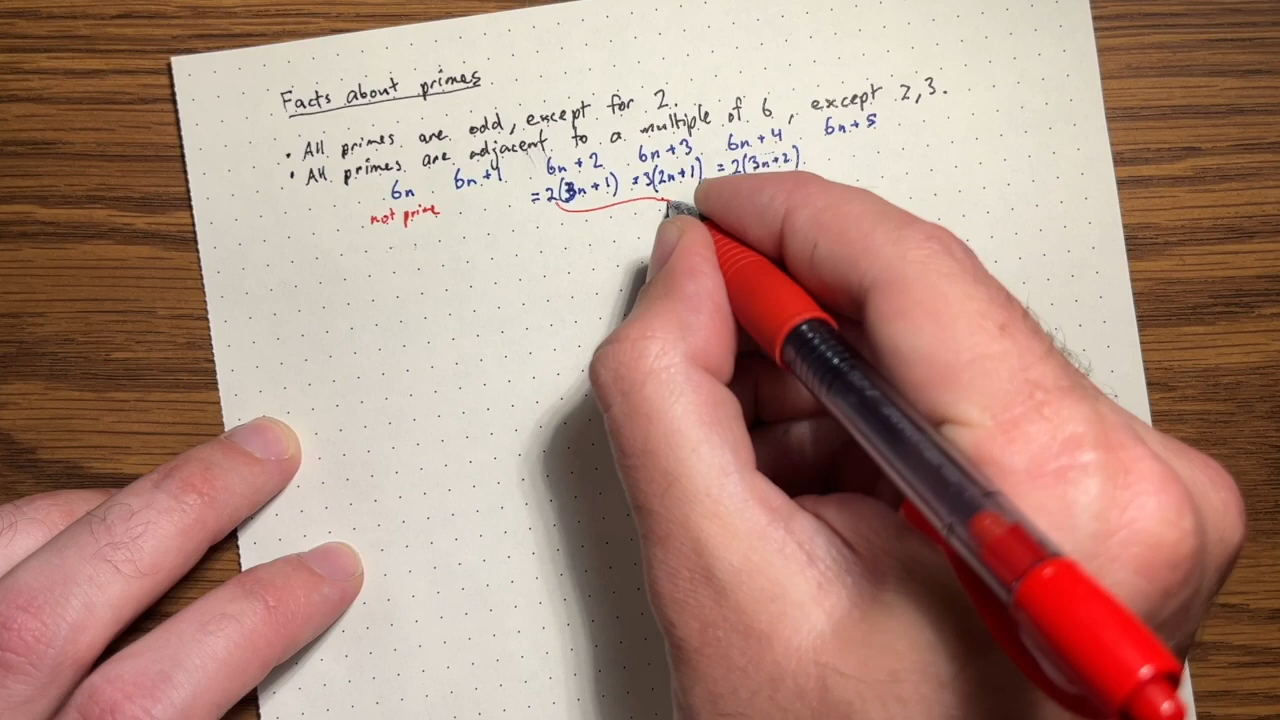 Facts about primes
• All primes are odd, except for 2.
• All primes are adjacent to a multiple of 6, except 2,3.
6n 6n+1 6n+2 6n+3 6n+4 6n+5
= 2(3n+1) = 3(2n+1) = 2(3n+2)
not prime